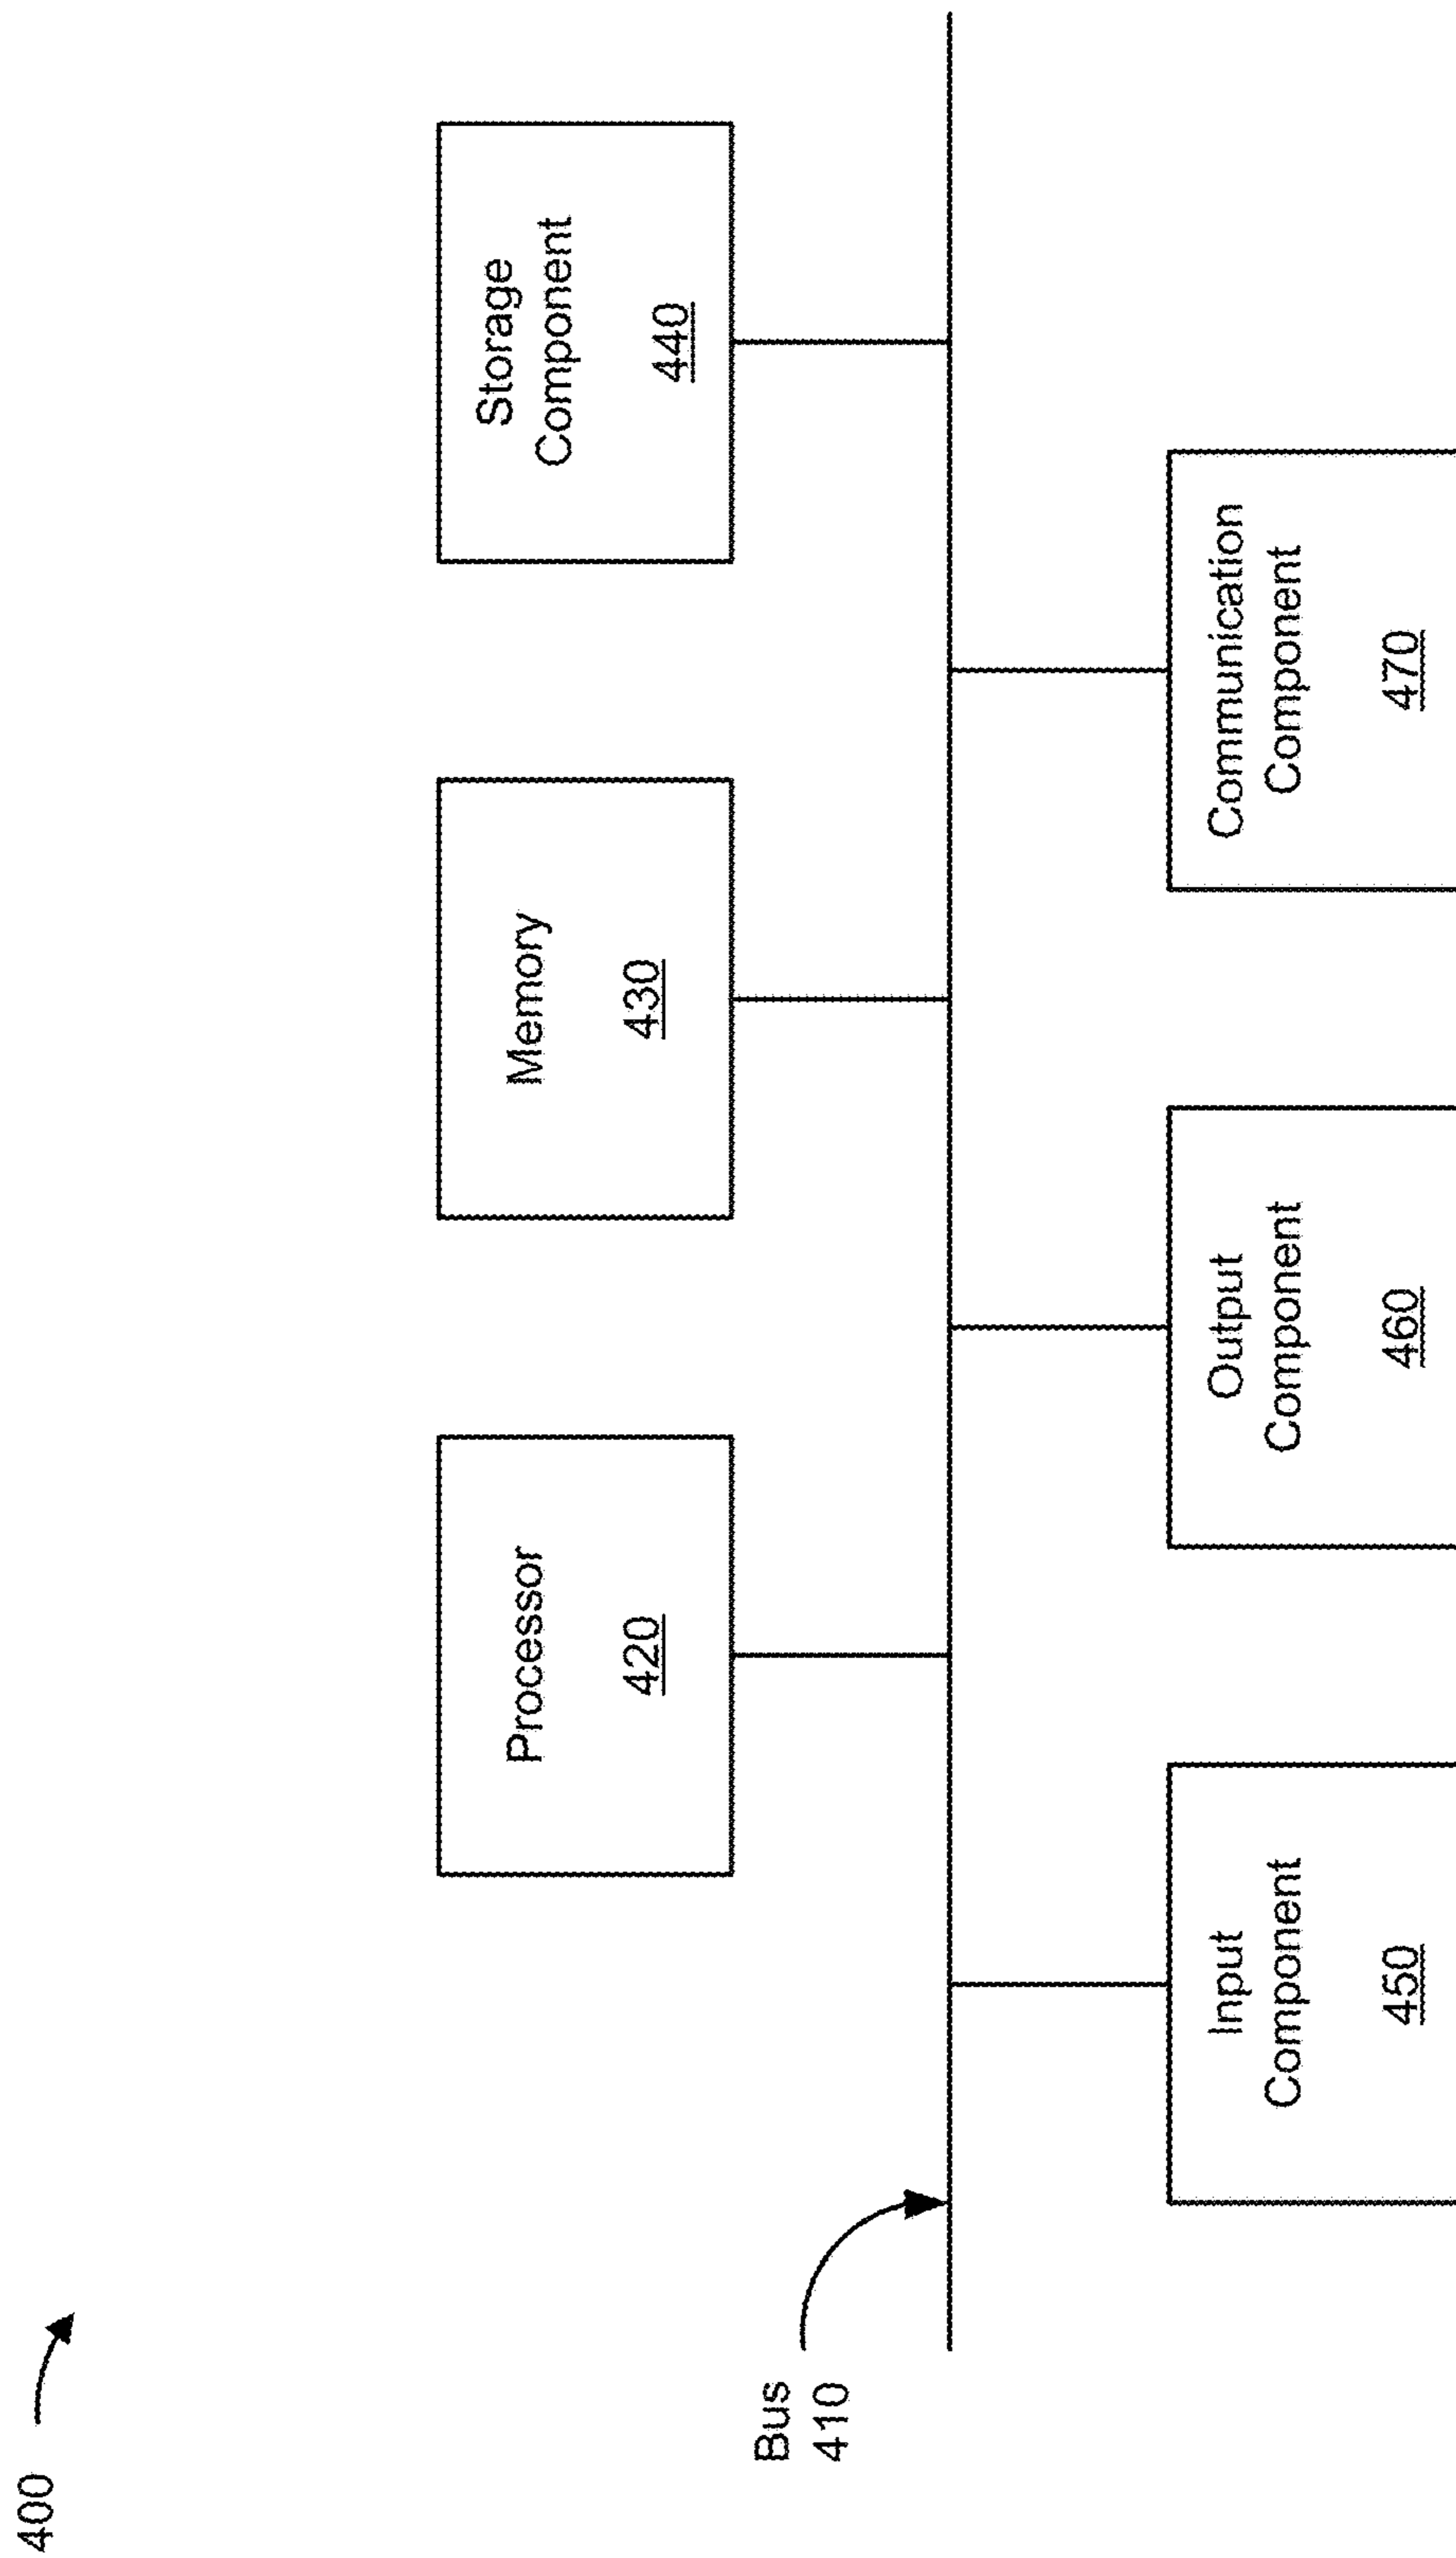 400
Processor
420
Memory
430
Storage
Component
440
Bus
410
Input
Component
450
Output
Component
460
Communication
Component
470